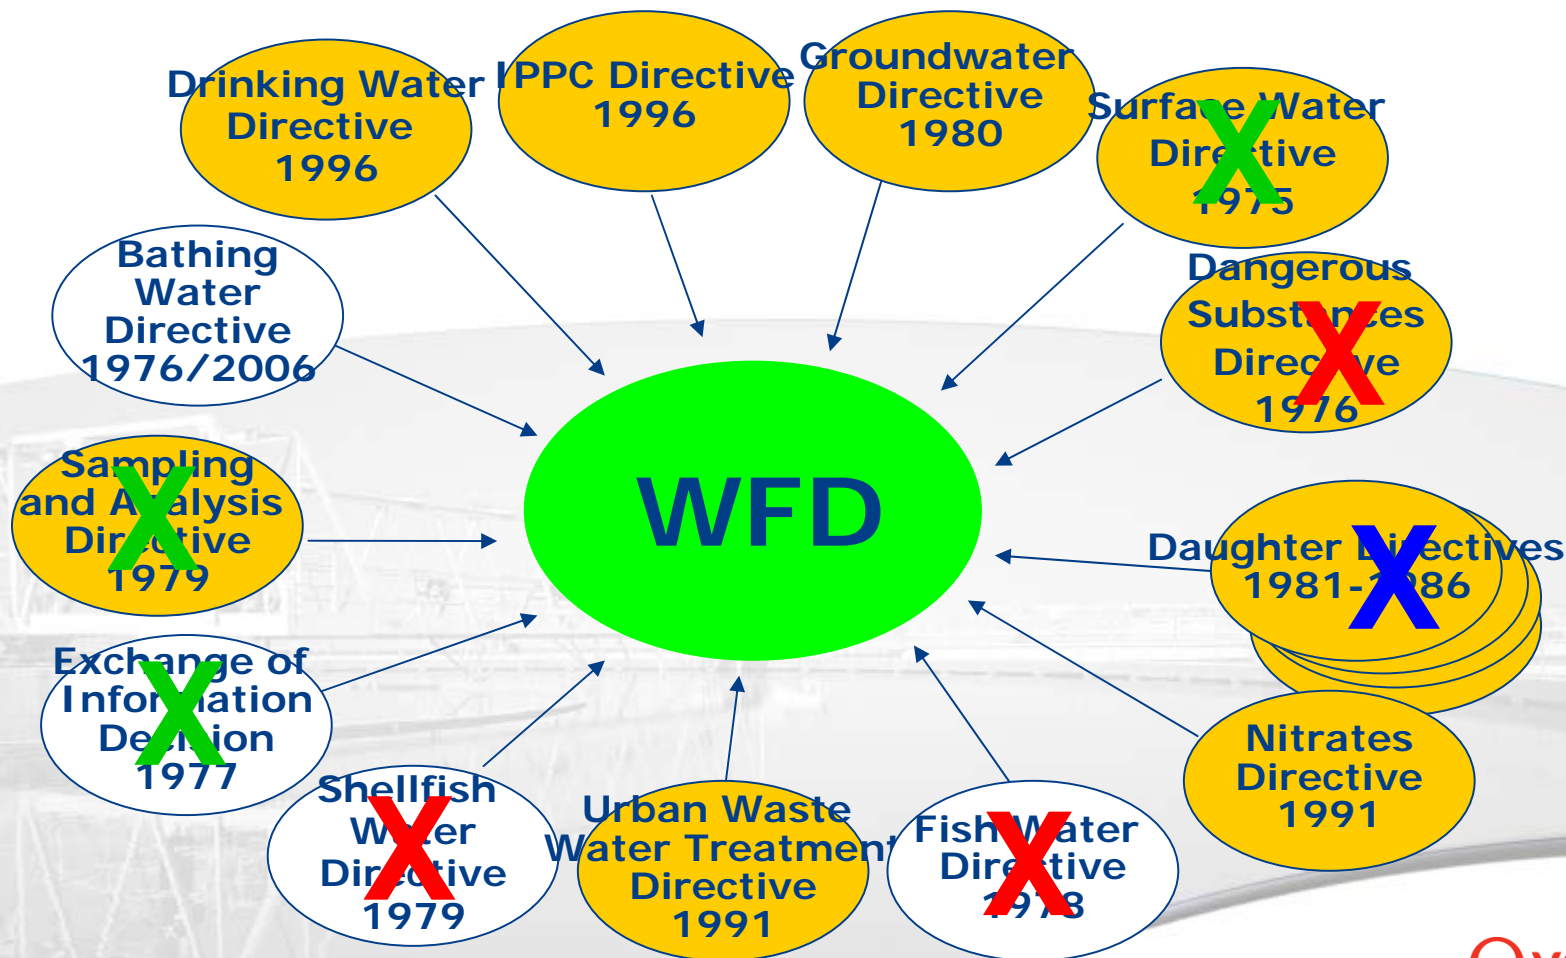 Drinking Water
Directive
1996
IPPC Directive
1996
Groundwater
Directive
1980
Surface Water
Directive
1975
X
Bathing
Water
Directive
1976/2006
Dangerous
Substances
Directive
1976
X
Sampling
and Analysis
Directive
1979
X
WFD
Daughter Directives
1981-1986
X
Exchange of
Information
Decision
1977
X
Nitrates
Directive
1991
Shellfish
Water
Directive
1979
X
Urban Waste
Water Treatment
Directive
1991
Fish Water
Directive
1978
X